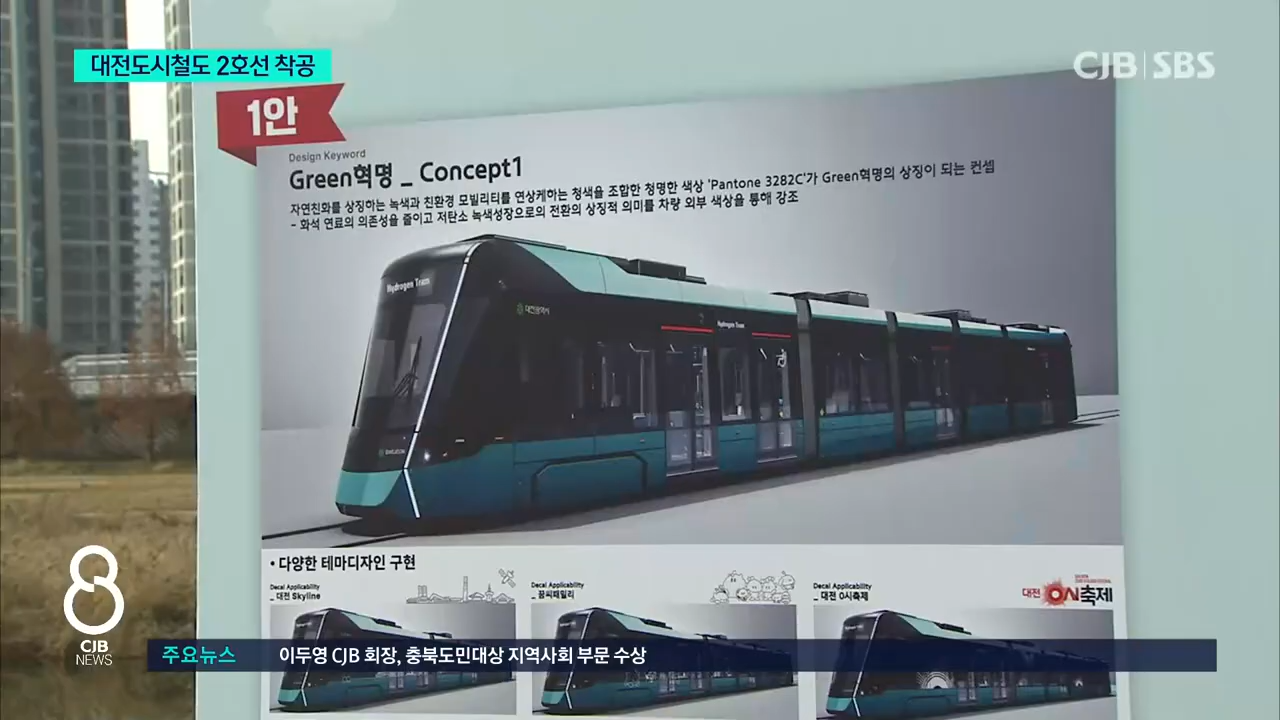 대전도시철도 2호선 착공
CJB SBS
1안
Design Keyword
Green혁명 _ Concept1
자연친화를 상징하는 녹색과 친환경 모빌리티를 연상케하는 청색을 조합한 청명한 색상 'Pantone 3282C'가 Green혁명의 상징이 되는 컨셉
- 화석 연료의 의존성을 줄이고 저탄소 녹색성장으로의 전환의 상징적 의미를 차량 외부 색상을 통해 강조
Hydrogen Tram
대전광역시
Hydrogen Tram
• 다양한 테마디자인 구현
Decal Applicability
_ 대전 Skyline
Decal Applicability
_ 꿈씨패밀리
Decal Applicability
_ 대전 0시축제
대전 0시축제
8
CJB
NEWS
주요뉴스 이두영 CJB 회장, 충북도민대상 지역사회 부문 수상